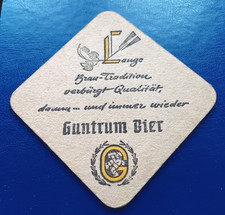 Lange
Brau-Tradition
verbürgt Qualität,
darum... und immer wieder
Guntrum Bier
G